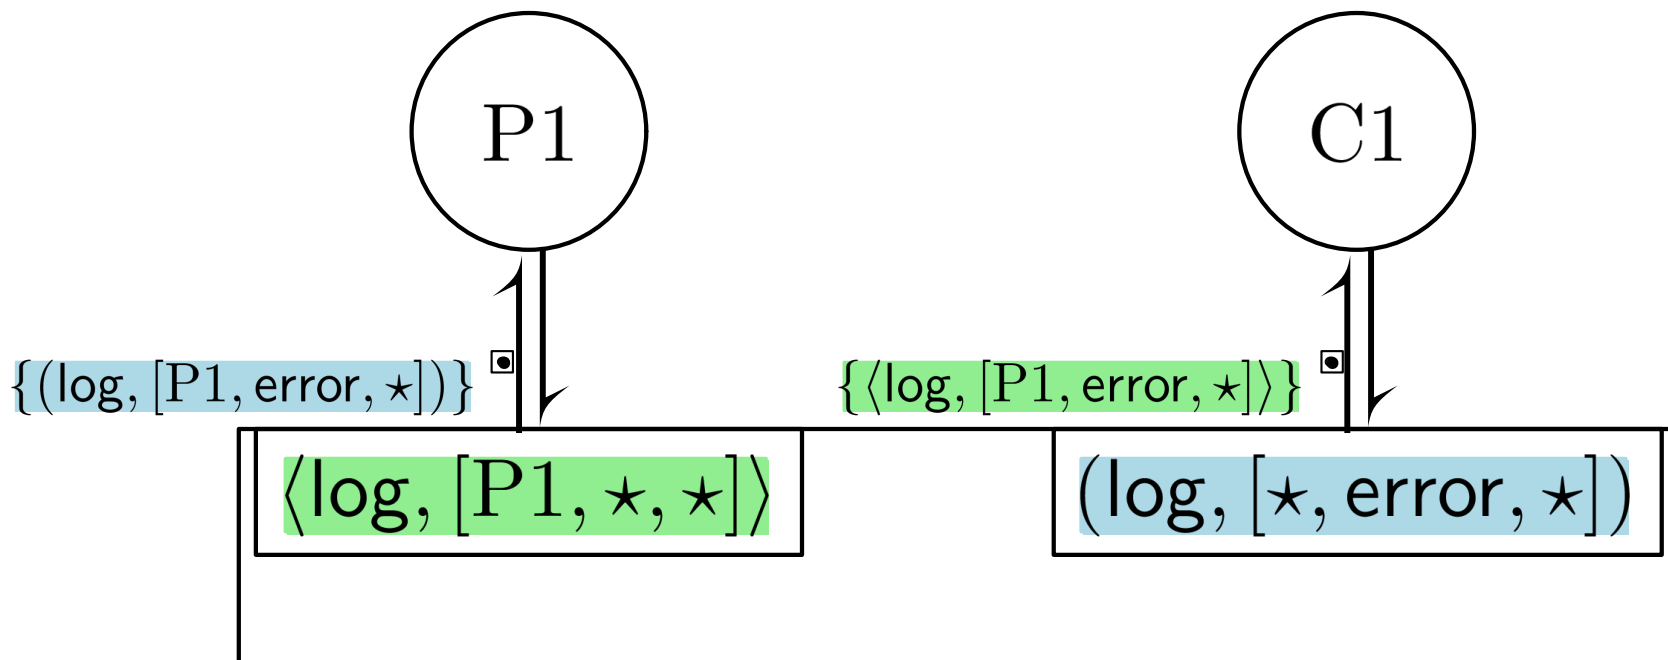 P1 C1
{(log, [P1, error, ⋆])} {⟨log, [P1, error, ⋆]⟩}
⟨log, [P1, ⋆, ⋆]⟩ (log, [⋆, error, ⋆])